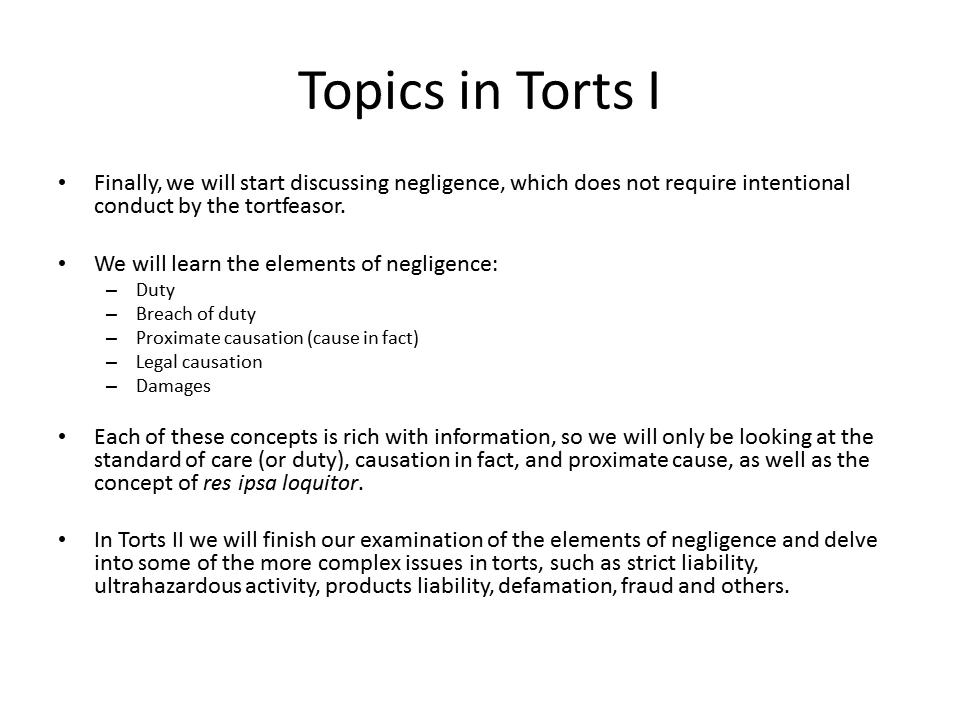 Topics in Torts I
• Finally, we will start discussing negligence, which does not require intentional
conduct by the tortfeasor.
• We will learn the elements of negligence:
– Duty
– Breach of duty
– Proximate causation (cause in fact)
– Legal causation
– Damages
• Each of these concepts is rich with information, so we will only be looking at the
standard of care (or duty), causation in fact, and proximate cause, as well as the
concept of res ipsa loquitor.
• In Torts II we will finish our examination of the elements of negligence and delve
into some of the more complex issues in torts, such as strict liability,
ultrahazardous activity, products liability, defamation, fraud and others.